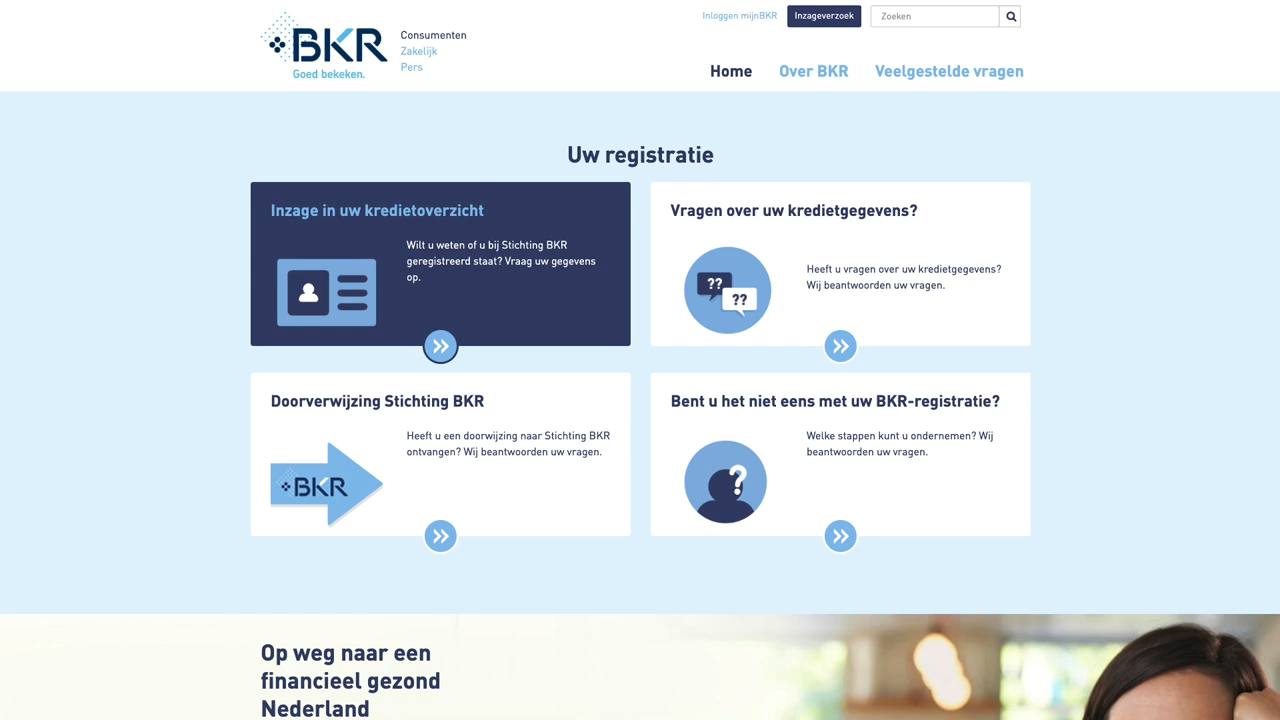 BKR
Goed bekeken.
Consumenten
Zakelijk
Pers
Inloggen mijnBKR
Inzageverzoek
Zoeken
Home
Over BKR
Veelgestelde vragen
Uw registratie
Inzage in uw kredietoverzicht
Wilt u weten of u bij Stichting BKR
geregistreerd staat? Vraag uw gegevens
op.
Vragen over uw kredietgegevens?
??
??
Heeft u vragen over uw kredietgegevens?
Wij beantwoorden uw vragen.
Doorverwijzing Stichting BKR
BKR
Heeft u een doorwijzing naar Stichting BKR
ontvangen? Wij beantwoorden uw vragen.
Bent u het niet eens met uw BKR-registratie?
?
Welke stappen kunt u ondernemen? Wij
beantwoorden uw vragen.
Op weg naar een
financieel gezond
Nederland